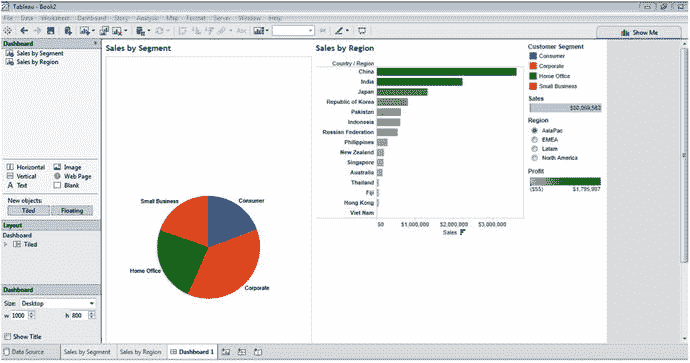 Tableau - Book2
File Data Worksheet Dashboard Story Analysis Map Format Server Window Help
Show Me
Dashboard
Sales by Segment
Sales by Region
Horizontal Image
Vertical Web Page
Text Blank
New objects:
Tiled Floating
Layout
Dashboard
Tiled
Dashboard
Size: Desktop
w 1000 h 800
Show Title
Sales by Segment
Small Business
Consumer
Home Office
Corporate
Sales by Region
Country / Region
China
India
Japan
Republic of Korea
Pakistan
Indonesia
Russian Federation
Philippines
New Zealand
Singapore
Australia
Thailand
Fiji
Hong Kong
Viet Nam
$0 $1,000,000 $2,000,000 $3,000,000
Sales
Customer Segment
Consumer
Corporate
Home Office
Small Business
Sales
Region
AsiaPac
EMEA
Latam
North America
Profit
($55)
Data Source Sales by Segment Sales by Region Dashboard 1